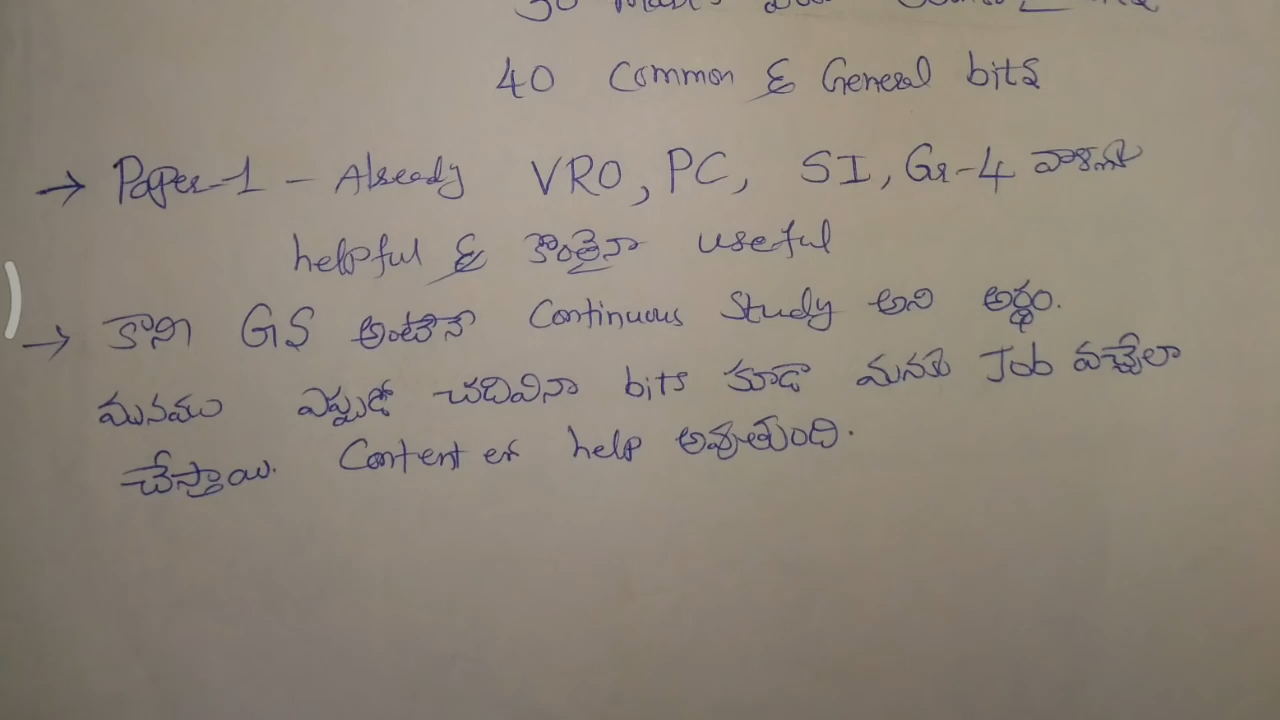 40 Common & General bits
→ Paper-1 - Already VRO, PC, SI, Gr-4
helpful & కొంతైనా useful
→ కాని GS అంటేనే Continuous Study అని అర్థం.
మనము ఎప్పుడో చదివినా bits కూడా మనకు Job వచ్చేలా
చేస్తాయి. Content er help అవుతుంది.